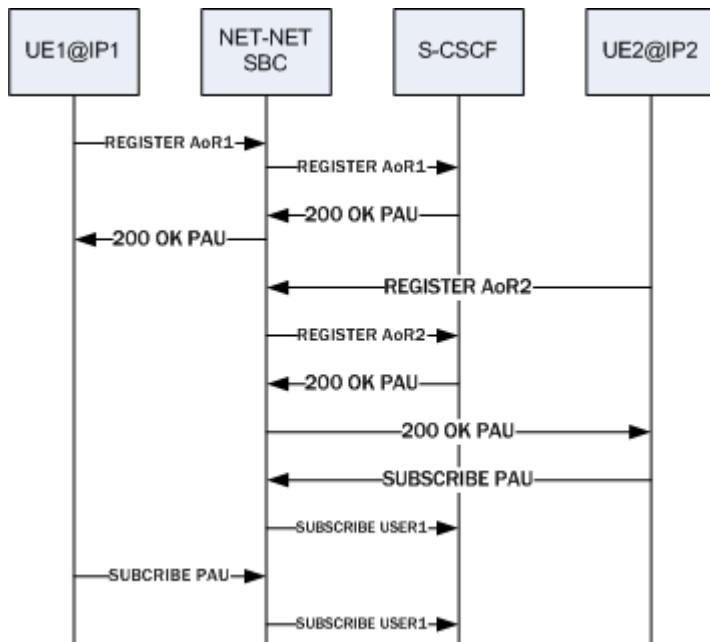 UE1@IP1
NET-NET
SBC
S-CSCF
UE2@IP2
REGISTER AoR1
REGISTER AoR1
200 OK PAU
200 OK PAU
REGISTER AoR2
REGISTER AoR2
200 OK PAU
200 OK PAU
SUBSCRIBE PAU
SUBSCRIBE USER1
SUBCRIBE PAU
SUBSCRIBE USER1